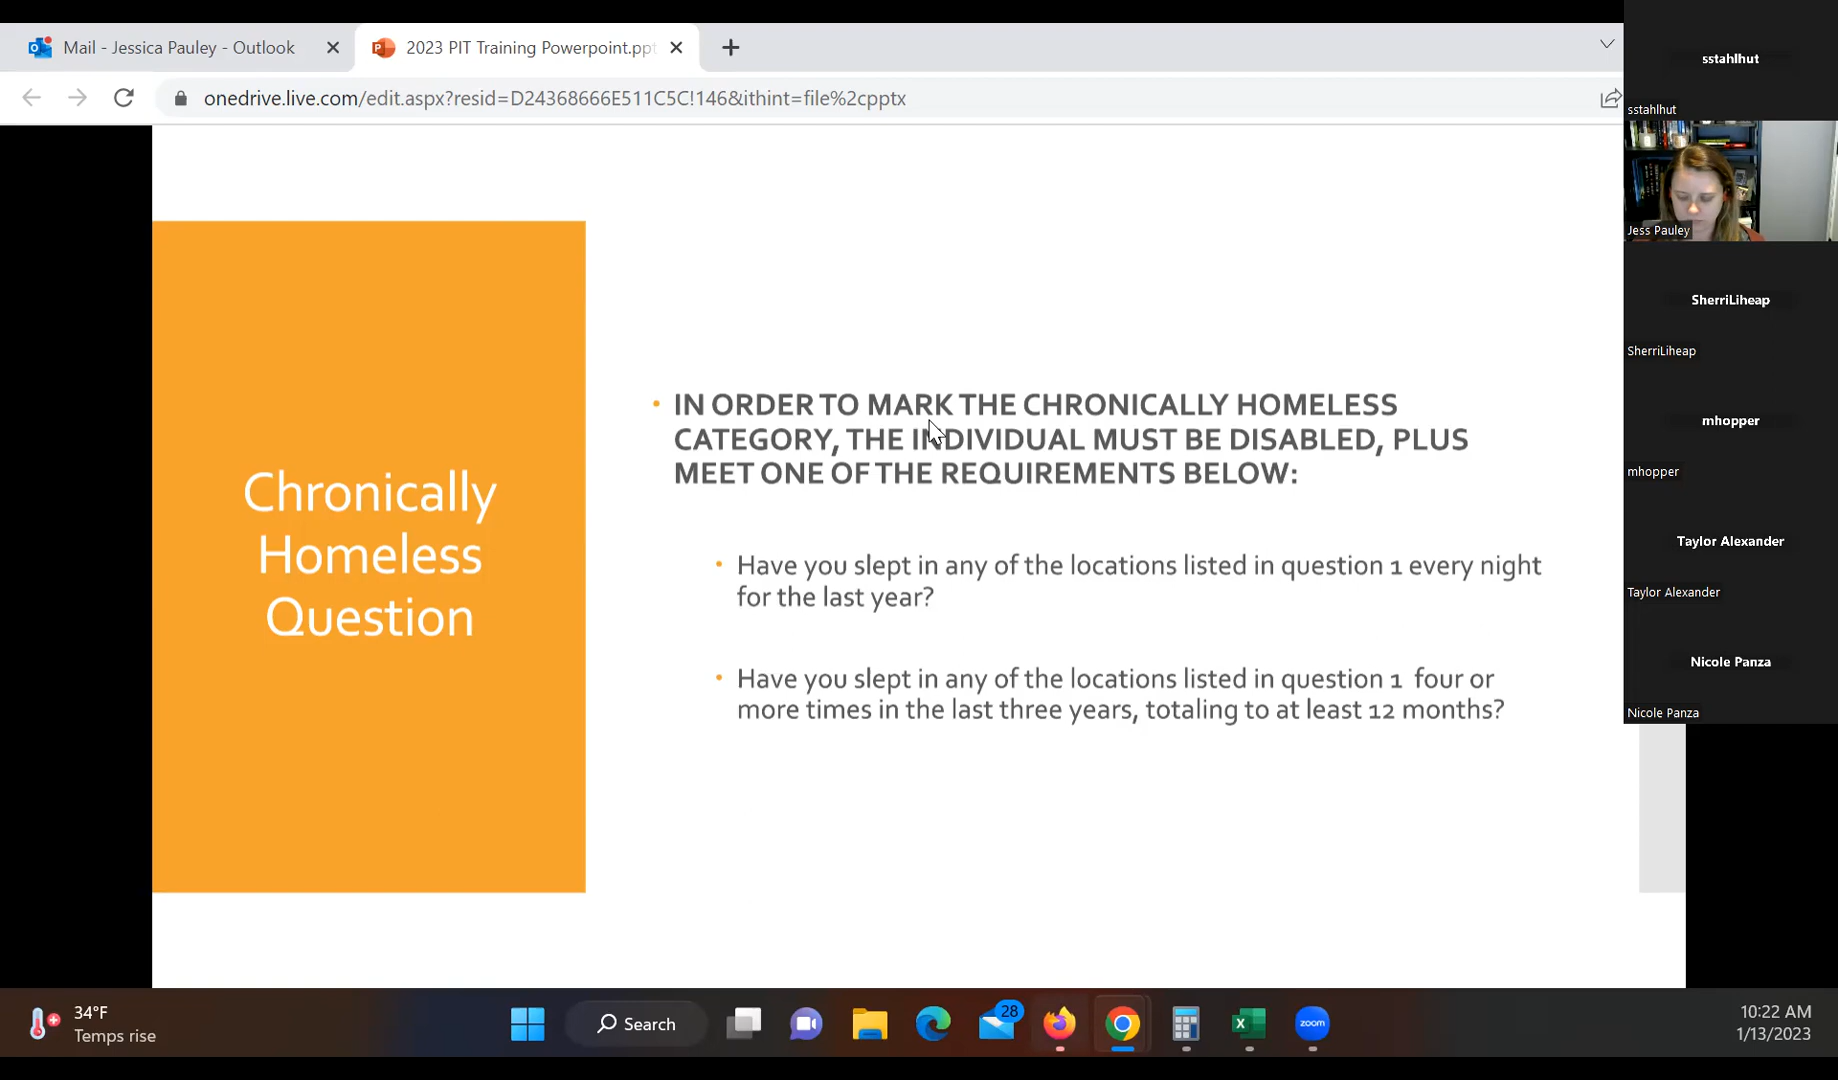 Mail - Jessica Pauley - Outlook
2023 PIT Training Powerpoint.ppt
onedrive.live.com/edit.aspx?resid=D24368666E511C5C!146&ithint=file%2cpptx
Chronically
Homeless
Question
• IN ORDER TO MARK THE CHRONICALLY HOMELESS
CATEGORY, THE INDIVIDUAL MUST BE DISABLED, PLUS
MEET ONE OF THE REQUIREMENTS BELOW:
• Have you slept in any of the locations listed in question 1 every night
for the last year?
• Have you slept in any of the locations listed in question 1 four or
more times in the last three years, totaling to at least 12 months?
sstahlhut
sstahlhut
Jess Pauley
SherriLiheap
SherriLiheap
mhopper
mhopper
Taylor Alexander
Taylor Alexander
Nicole Panza
Nicole Panza
34°F
Temps rise
Search
28
zoom
10:22 AM
1/13/2023